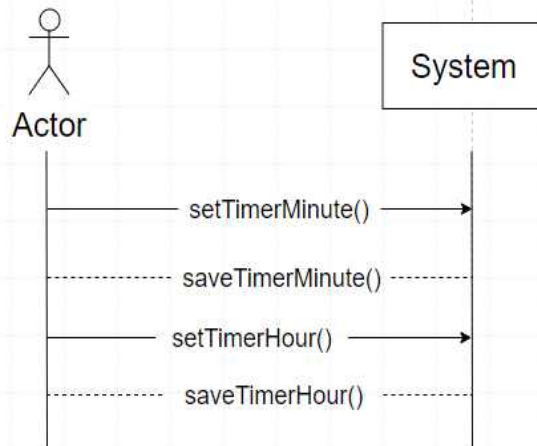 System
Actor
setTimerMinute()
saveTimerMinute()
setTimerHour()
saveTimerHour()